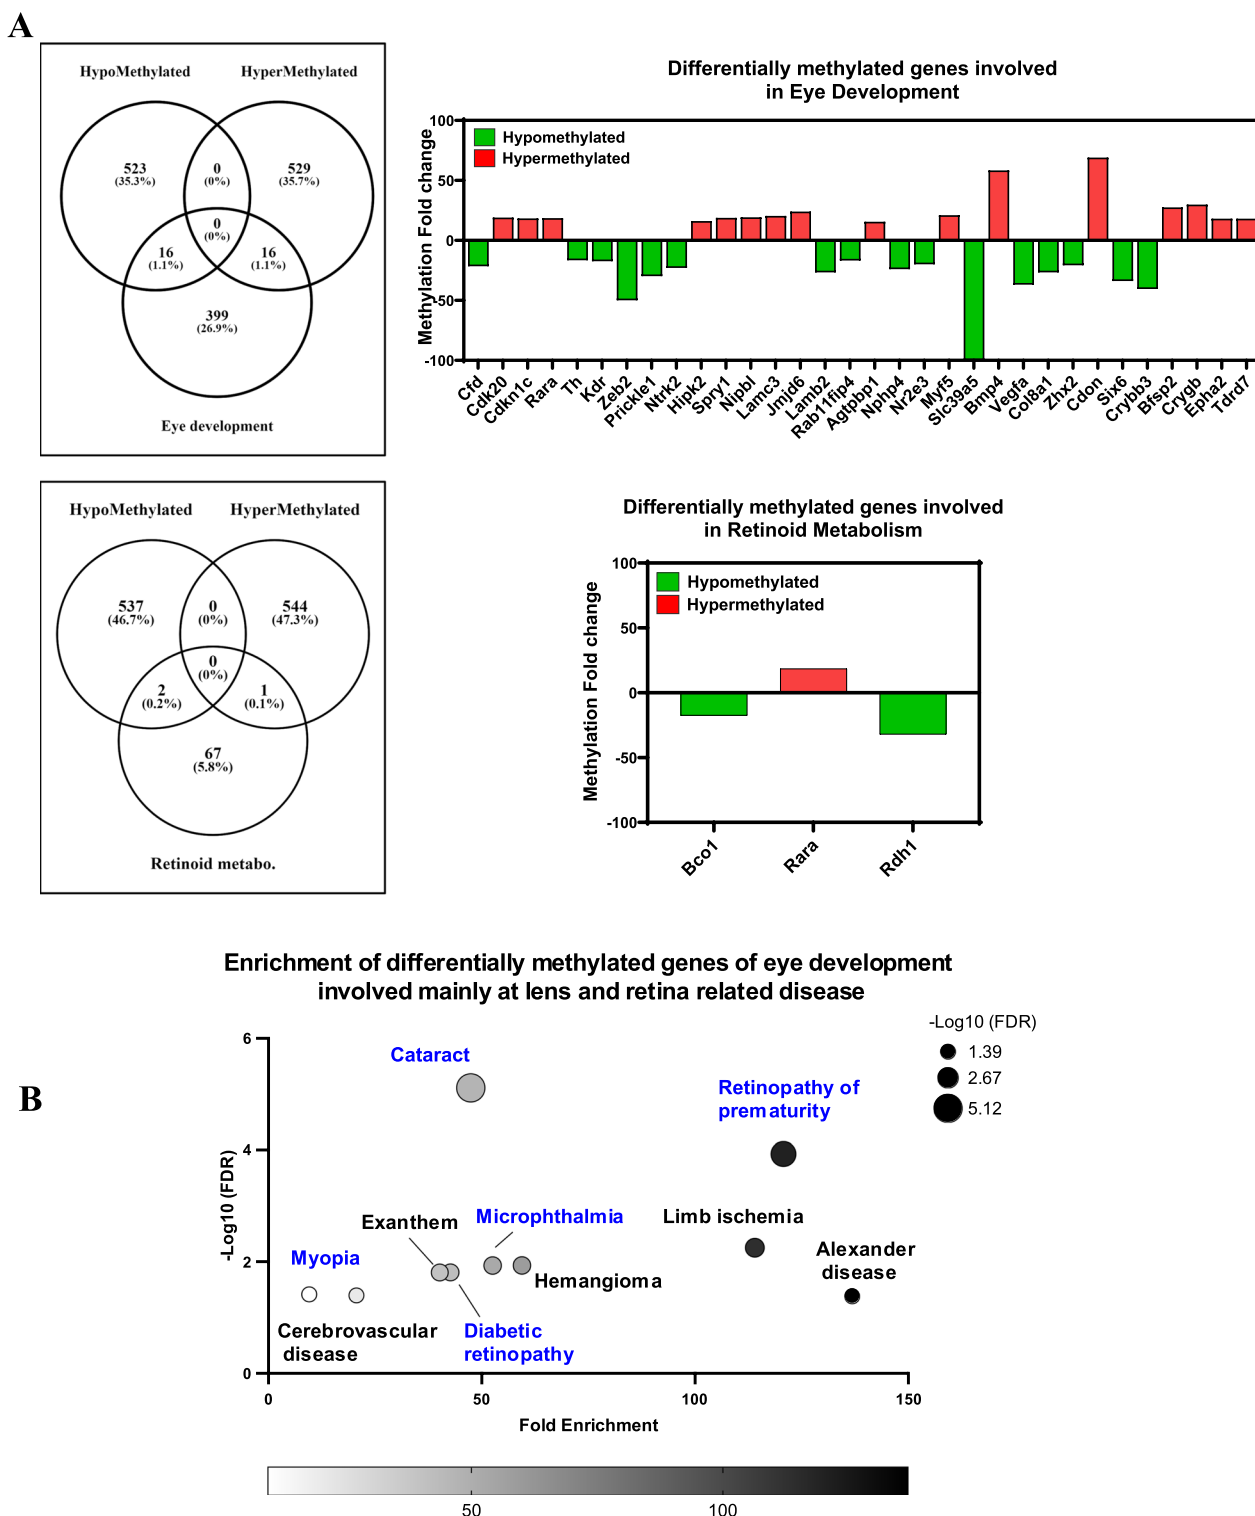 A
HypoMethylated
HyperMethylated
523
(35.3%)
0
(0%)
529
(35.7%)
0
(0%)
16
(1.1%)
16
(1.1%)
399
(26.9%)
Eye development
Differentially methylated genes involved
in Eye Development
Methylation Fold change
100
50
0
-50
-100
Hypomethylated
Hypermethylated
Cfd
Cdk20
Cdkn1c
Rara
Th
Kdr
Zeb2
Prickle1
Ntrk2
Hipk2
Spry1
Nipbl
Lamc3
Jmjd6
Lamb2
Rab11fip4
Agtpbp1
Nphp4
Nr2e3
Myf5
Slc39a5
Bmp4
Vegfa
Col8a1
Zhx2
Cdon
Six6
Crybb3
Bfsp2
Crygb
Epha2
Tdrd7
HypoMethylated
HyperMethylated
537
(46.7%)
0
(0%)
544
(47.3%)
0
(0%)
2
(0.2%)
1
(0.1%)
67
(5.8%)
Retinoid metabo.
Differentially methylated genes involved
in Retinoid Metabolism
Methylation Fold change
100
50
0
-50
-100
Hypomethylated
Hypermethylated
Bco1
Rara
Rdh1
B
Enrichment of differentially methylated genes of eye development
involved mainly at lens and retina related disease
-Log10 (FDR)
6
4
2
0
Cataract
Retinopathy of
prematurity
Exanthem
Microphthalmia
Limb ischemia
Myopia
Hemangioma
Alexander
disease
Cerebrovascular
disease
Diabetic
retinopathy
-Log10 (FDR)
1.39
2.67
5.12
0
50
100
150
Fold Enrichment
50
100